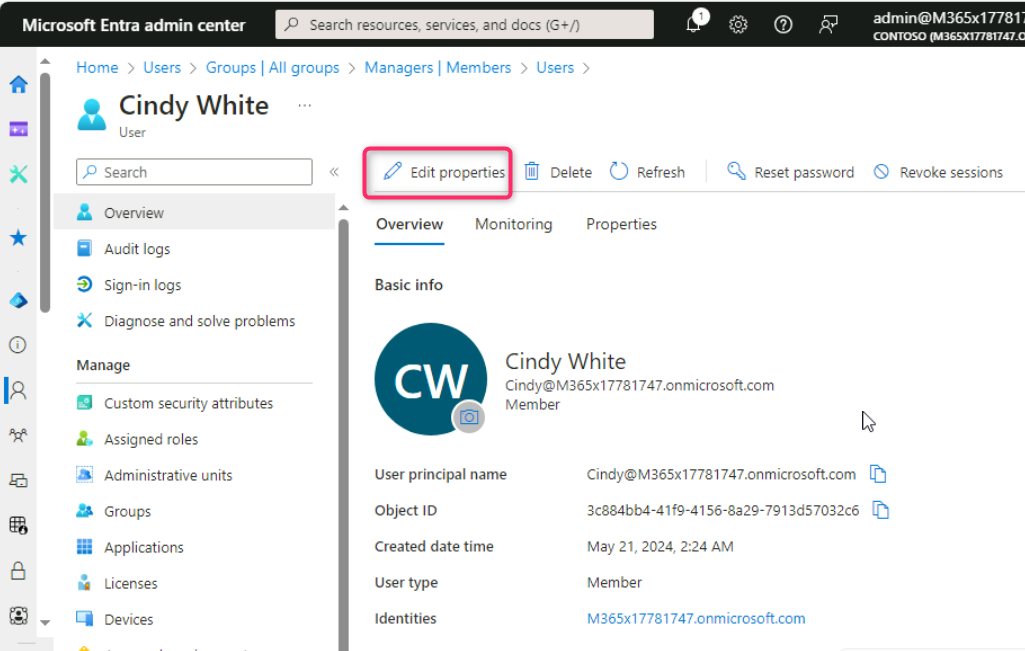 Microsoft Entra admin center
Search resources, services, and docs (G+/)
1
admin@M365x17781
CONTOSO (M365X17781747.O
Home > Users > Groups | All groups > Managers | Members > Users >
Cindy White ...
User
Search «
Edit properties Delete Refresh Reset password Revoke sessions
Overview
Audit logs
Sign-in logs
Diagnose and solve problems
Manage
Custom security attributes
Assigned roles
Administrative units
Groups
Applications
Licenses
Devices
Overview Monitoring Properties
Basic info
CW
Cindy White
Cindy@M365x17781747.onmicrosoft.com
Member
User principal name Cindy@M365x17781747.onmicrosoft.com
Object ID 3c884bb4-41f9-4156-8a29-7913d57032c6
Created date time May 21, 2024, 2:24 AM
User type Member
Identities M365x17781747.onmicrosoft.com